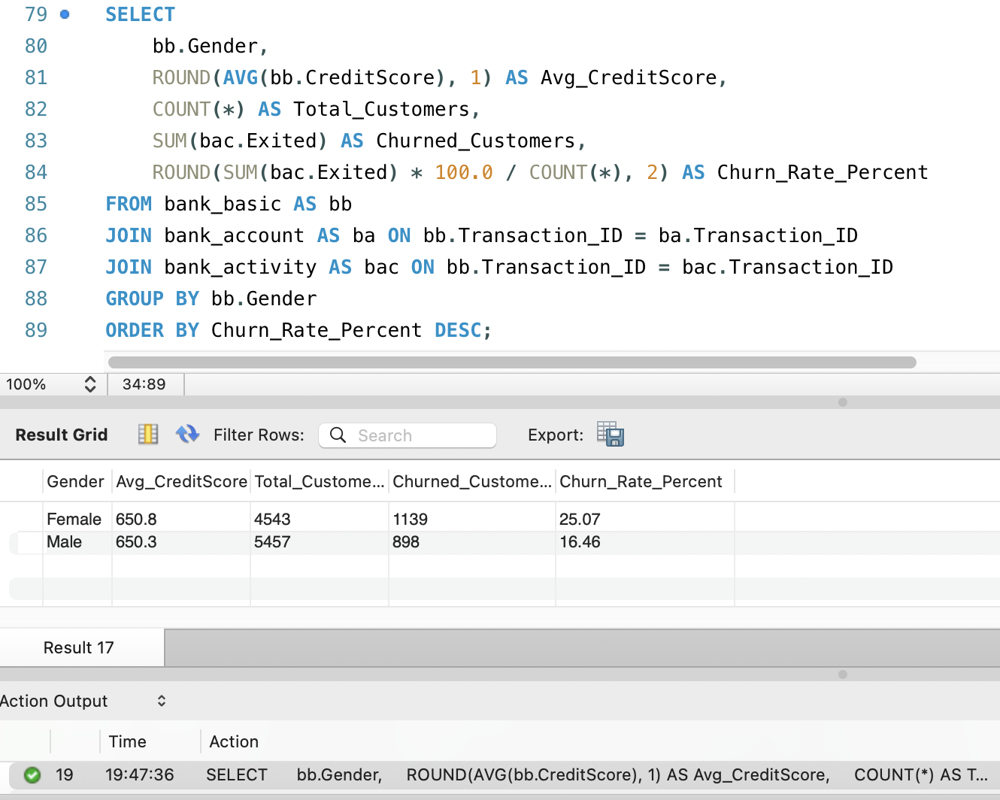 79 SELECT
80 bb.Gender,
81 ROUND(AVG(bb.CreditScore), 1) AS Avg_CreditScore,
82 COUNT(*) AS Total_Customers,
83 SUM(bac.Exited) AS Churned_Customers,
84 ROUND(SUM(bac.Exited) * 100.0 / COUNT(*), 2) AS Churn_Rate_Percent
85 FROM bank_basic AS bb
86 JOIN bank_account AS ba ON bb.Transaction_ID = ba.Transaction_ID
87 JOIN bank_activity AS bac ON bb.Transaction_ID = bac.Transaction_ID
88 GROUP BY bb.Gender
89 ORDER BY Churn_Rate_Percent DESC;
100% 34:89
Result Grid Filter Rows: Search Export:
Gender Avg_CreditScore Total_Custome... Churned_Custome... Churn_Rate_Percent
Female 650.8 4543 1139 25.07
Male 650.3 5457 898 16.46
Result 17
Action Output
Time Action
19 19:47:36 SELECT bb.Gender, ROUND(AVG(bb.CreditScore), 1) AS Avg_CreditScore, COUNT(*) AS T...